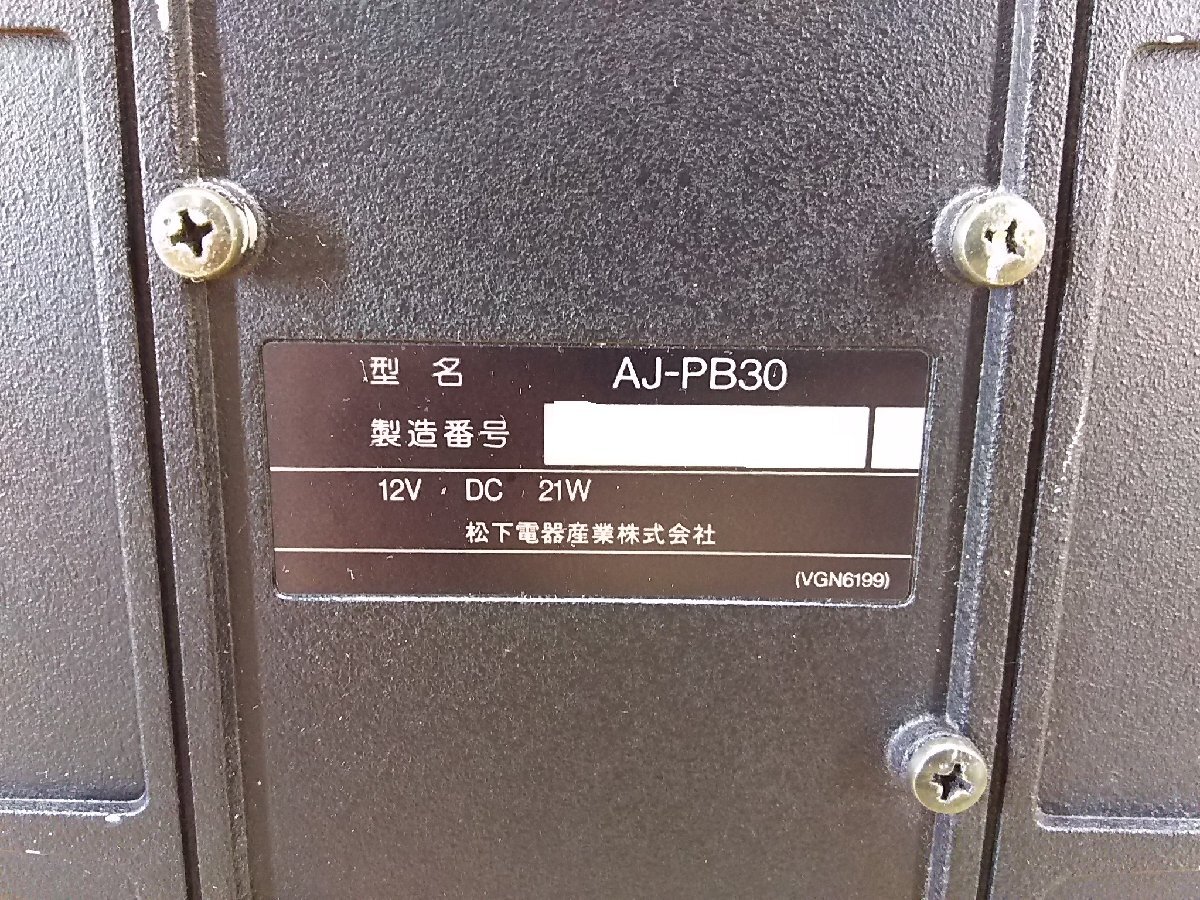 型名 AJ-PB30
製造番号
12V DC 21W
松下電器産業株式会社
(VGN6199)